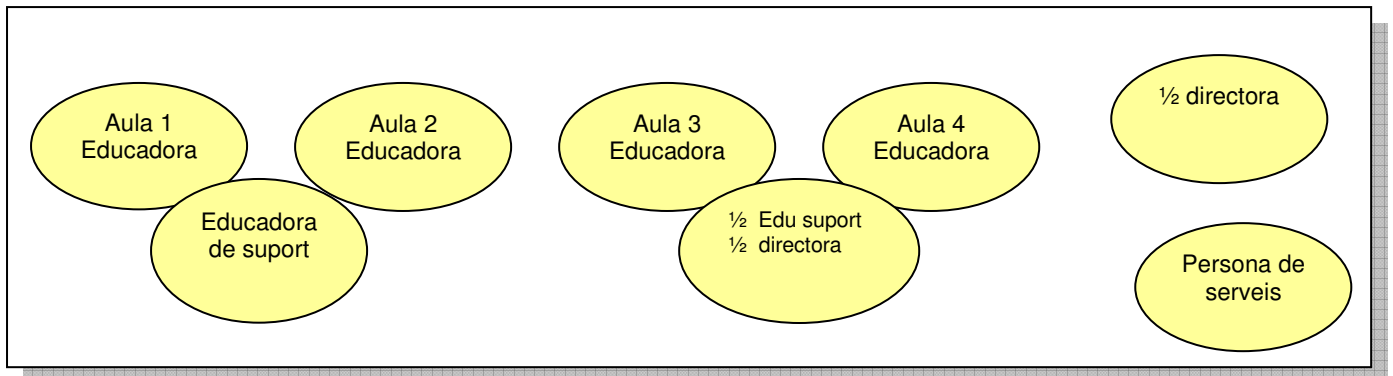 Aula 1
Educadora
Aula 2
Educadora
Educadora
de suport
Aula 3
Educadora
Aula 4
Educadora
½ Edu suport
½ directora
½ directora
Persona de
serveis